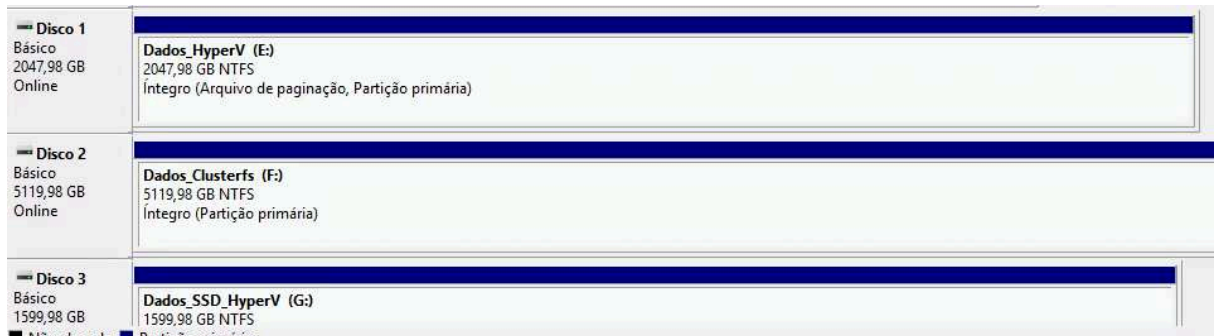 Disco 1
Básico
2047,98 GB
Online
Dados_HyperV (E:)
2047,98 GB NTFS
Íntegro (Arquivo de paginação, Partição primária)
Disco 2
Básico
5119,98 GB
Online
Dados_Clusterfs (F:)
5119,98 GB NTFS
Íntegro (Partição primária)
Disco 3
Básico
1599,98 GB
Dados_SSD_HyperV (G:)
1599,98 GB NTFS